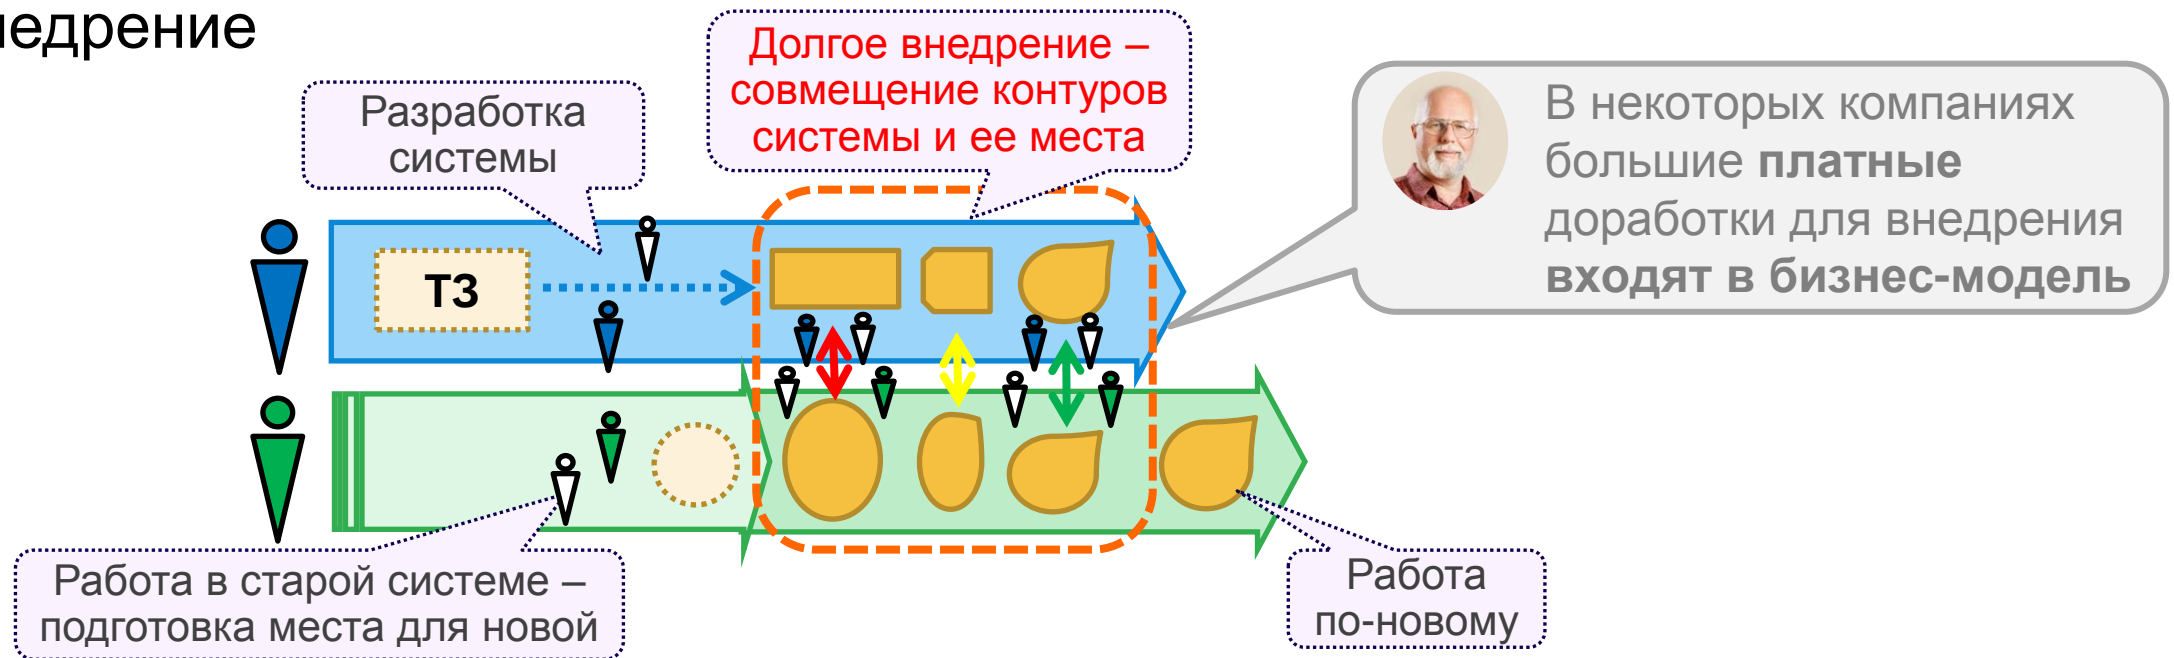 недрение
Долгое внедрение –
совмещение контуров
системы и ее места
Разработка
системы
В некоторых компаниях
большие платные
доработки для внедрения
входят в бизнес-модель
ТЗ
Работа в старой системе –
подготовка места для новой
Работа
по-новому